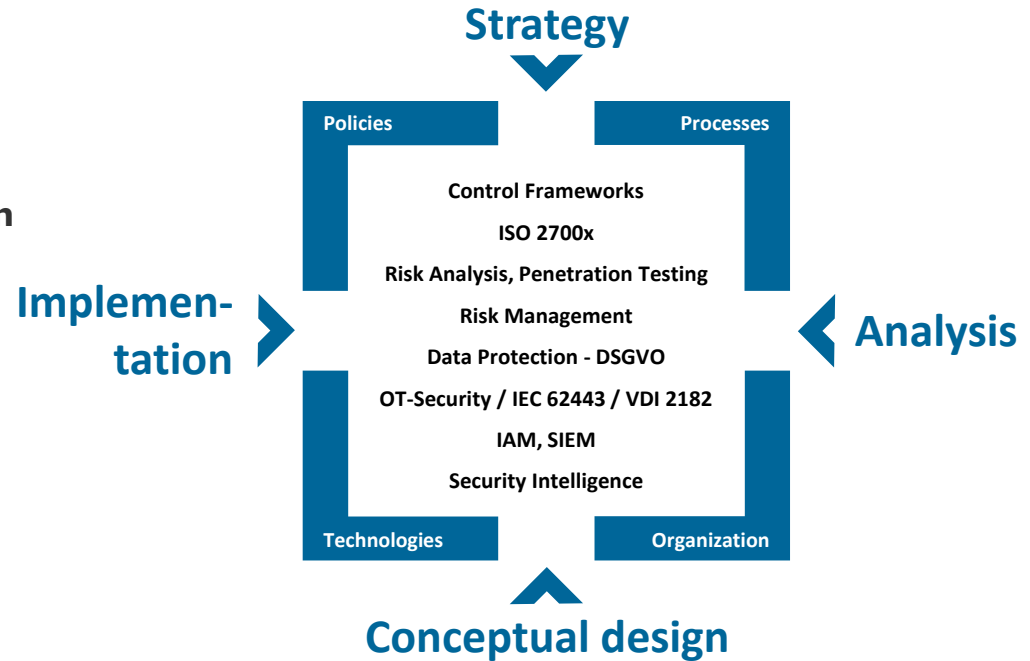 Strategy
Policies
Processes
Control Frameworks
ISO 2700x
Risk Analysis, Penetration Testing
Risk Management
Data Protection - DSGVO
OT-Security / IEC 62443 / VDI 2182
IAM, SIEM
Security Intelligence
Implemen-
tation
Analysis
Technologies
Organization
Conceptual design